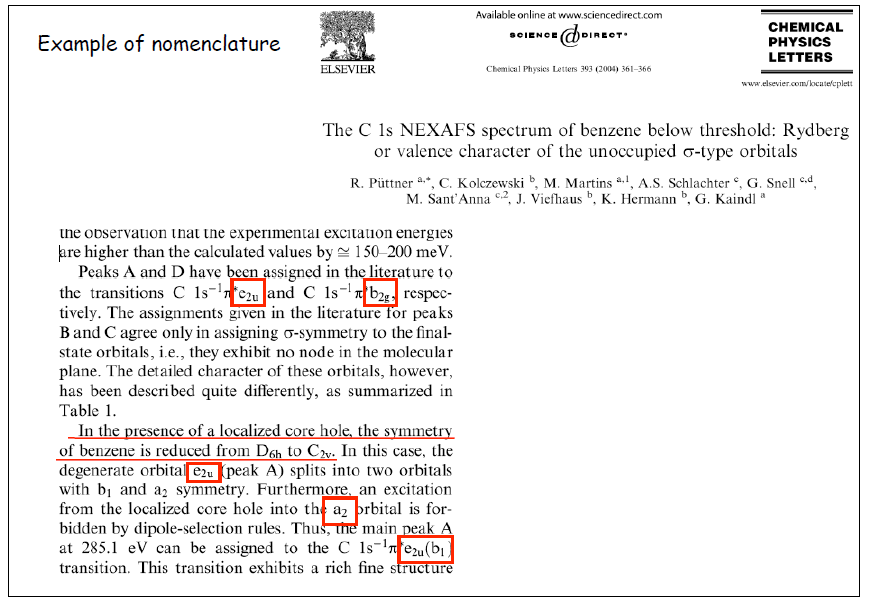 Example of nomenclature
ELSEVIER
Available online at www.sciencedirect.com
SCIENCE @ DIRECT®
Chemical Physics Letters 393 (2004) 361–366
CHEMICAL
PHYSICS
LETTERS
www.elsevier.com/locate/cplett
The C 1s NEXAFS spectrum of benzene below threshold: Rydberg
or valence character of the unoccupied σ-type orbitals
R. Püttner a,*, C. Kolczewski b, M. Martins a,1, A.S. Schlachter c, G. Snell c,d,
M. Sant'Anna c,2, J. Viefhaus b, K. Hermann b, G. Kaindl a
the observation that the experimental excitation energies
are higher than the calculated values by ≅ 150–200 meV.
Peaks A and D have been assigned in the literature to
the transitions C 1s⁻¹π*e₂ᵤ and C 1s⁻¹π*b₂g, respec-
tively. The assignments given in the literature for peaks
B and C agree only in assigning σ-symmetry to the final-
state orbitals, i.e., they exhibit no node in the molecular
plane. The detailed character of these orbitals, however,
has been described quite differently, as summarized in
Table 1.
In the presence of a localized core hole, the symmetry
of benzene is reduced from D₆h to C₂ᵥ. In this case, the
degenerate orbital e₂ᵤ (peak A) splits into two orbitals
with b₁ and a₂ symmetry. Furthermore, an excitation
from the localized core hole into the a₂ orbital is for-
bidden by dipole-selection rules. Thus, the main peak A
at 285.1 eV can be assigned to the C 1s⁻¹π*e₂ᵤ(b₁)
transition. This transition exhibits a rich fine structure